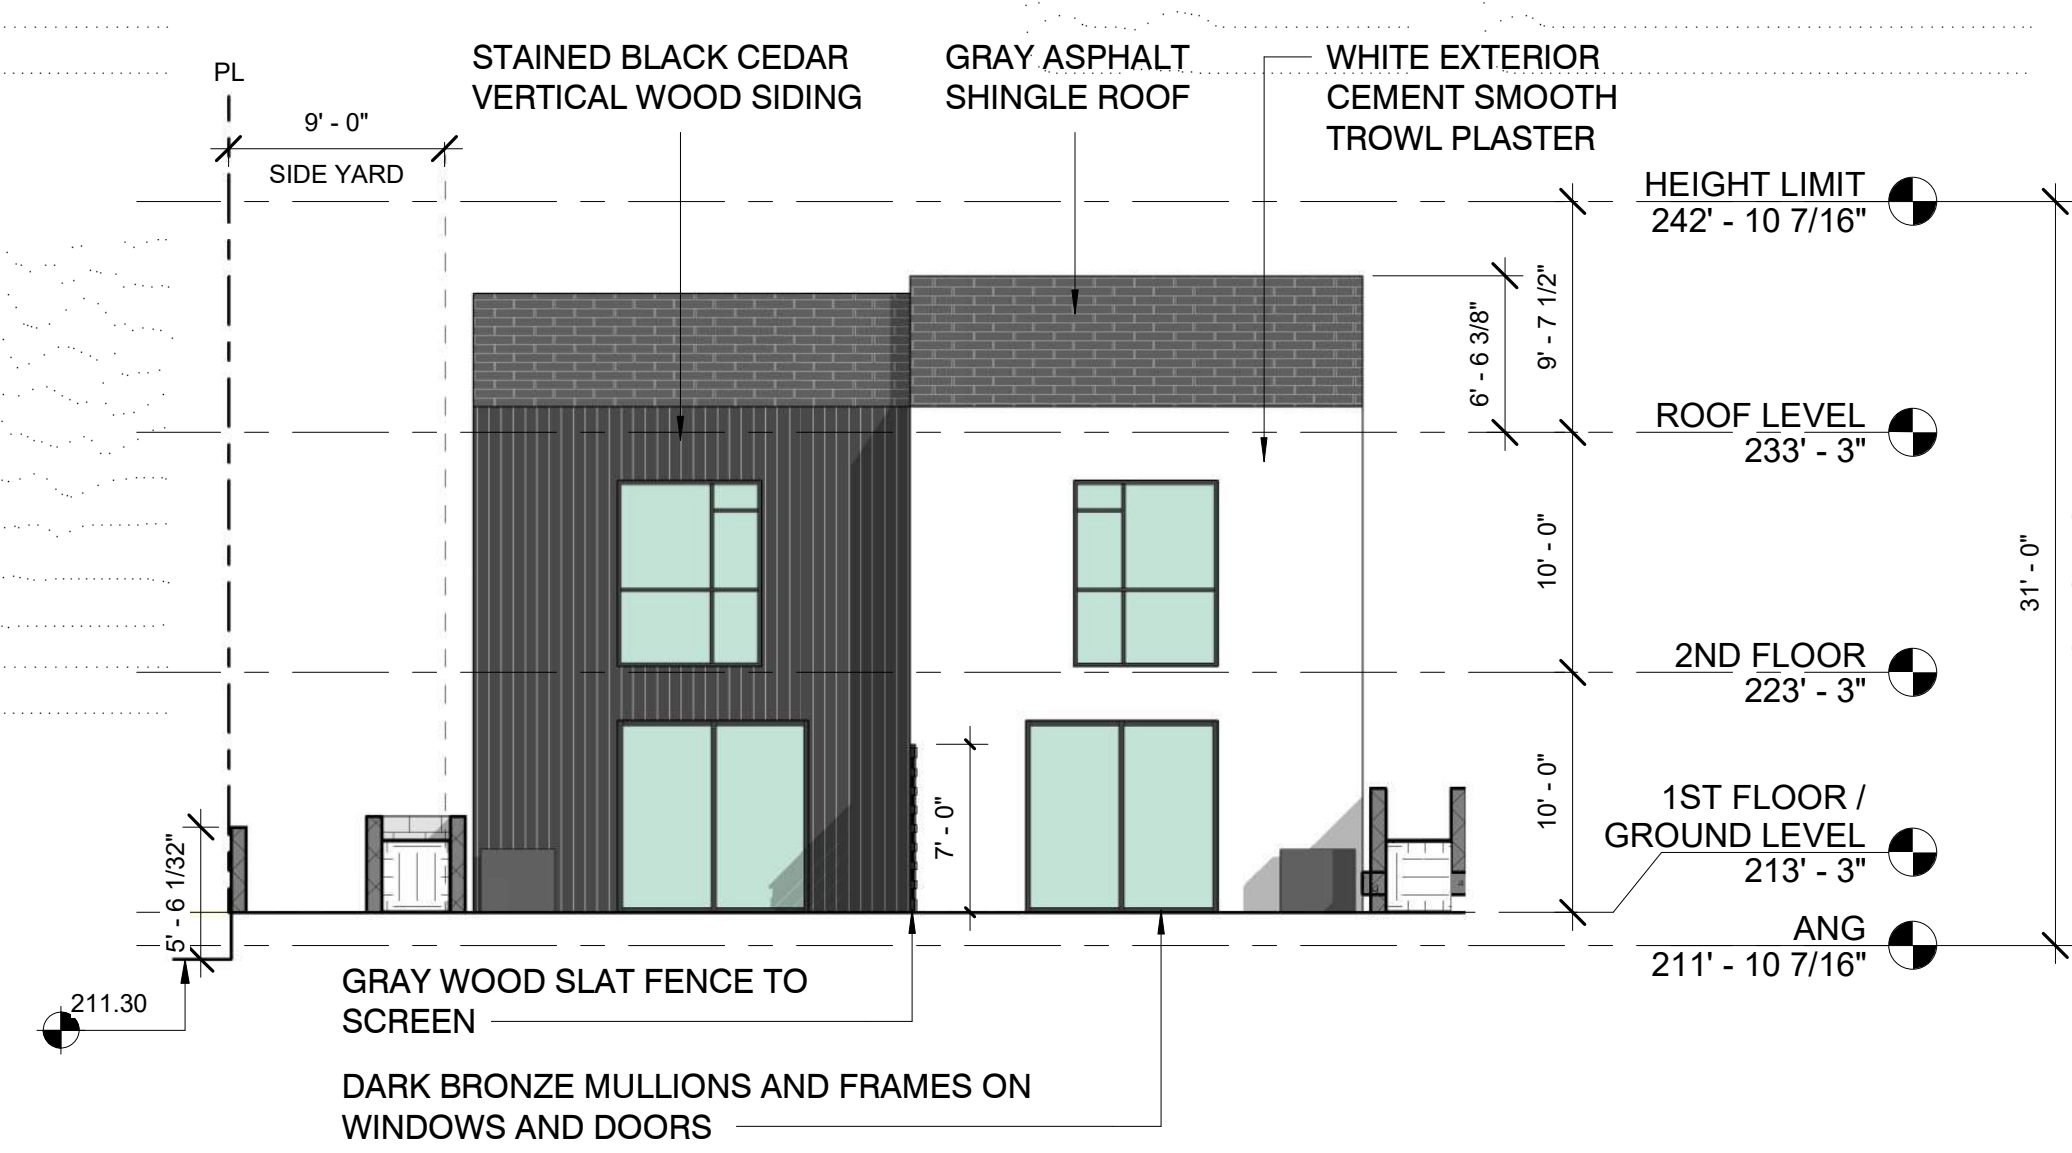 PL
9' - 0"
SIDE YARD
STAINED BLACK CEDAR
VERTICAL WOOD SIDING
GRAY ASPHALT
SHINGLE ROOF
WHITE EXTERIOR
CEMENT SMOOTH
TROWL PLASTER
HEIGHT LIMIT
242' - 10 7/16"
9' - 7 1/2"
6' - 6 3/8"
ROOF LEVEL
233' - 3"
10' - 0"
31' - 0"
2ND FLOOR
223' - 3"
10' - 0"
7' - 0"
1ST FLOOR /
GROUND LEVEL
213' - 3"
5' - 6 1/32"
ANG
211' - 10 7/16"
211.30
GRAY WOOD SLAT FENCE TO
SCREEN
DARK BRONZE MULLIONS AND FRAMES ON
WINDOWS AND DOORS